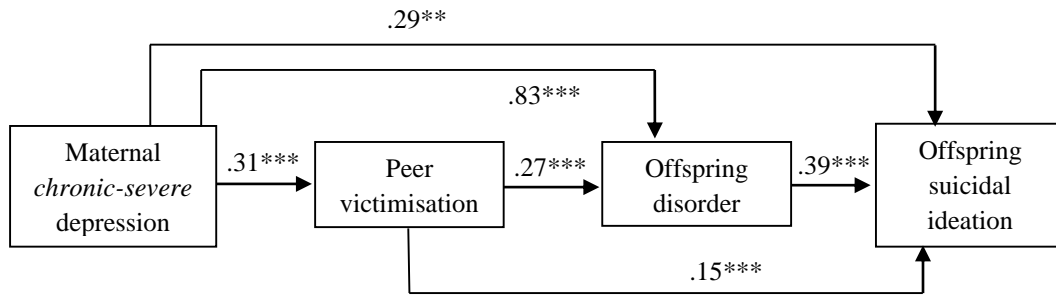 .29**
.83***
Maternal
chronic-severe
depression
.31***
Peer
victimisation
.27***
Offspring
disorder
.39***
Offspring
suicidal
ideation
.15***